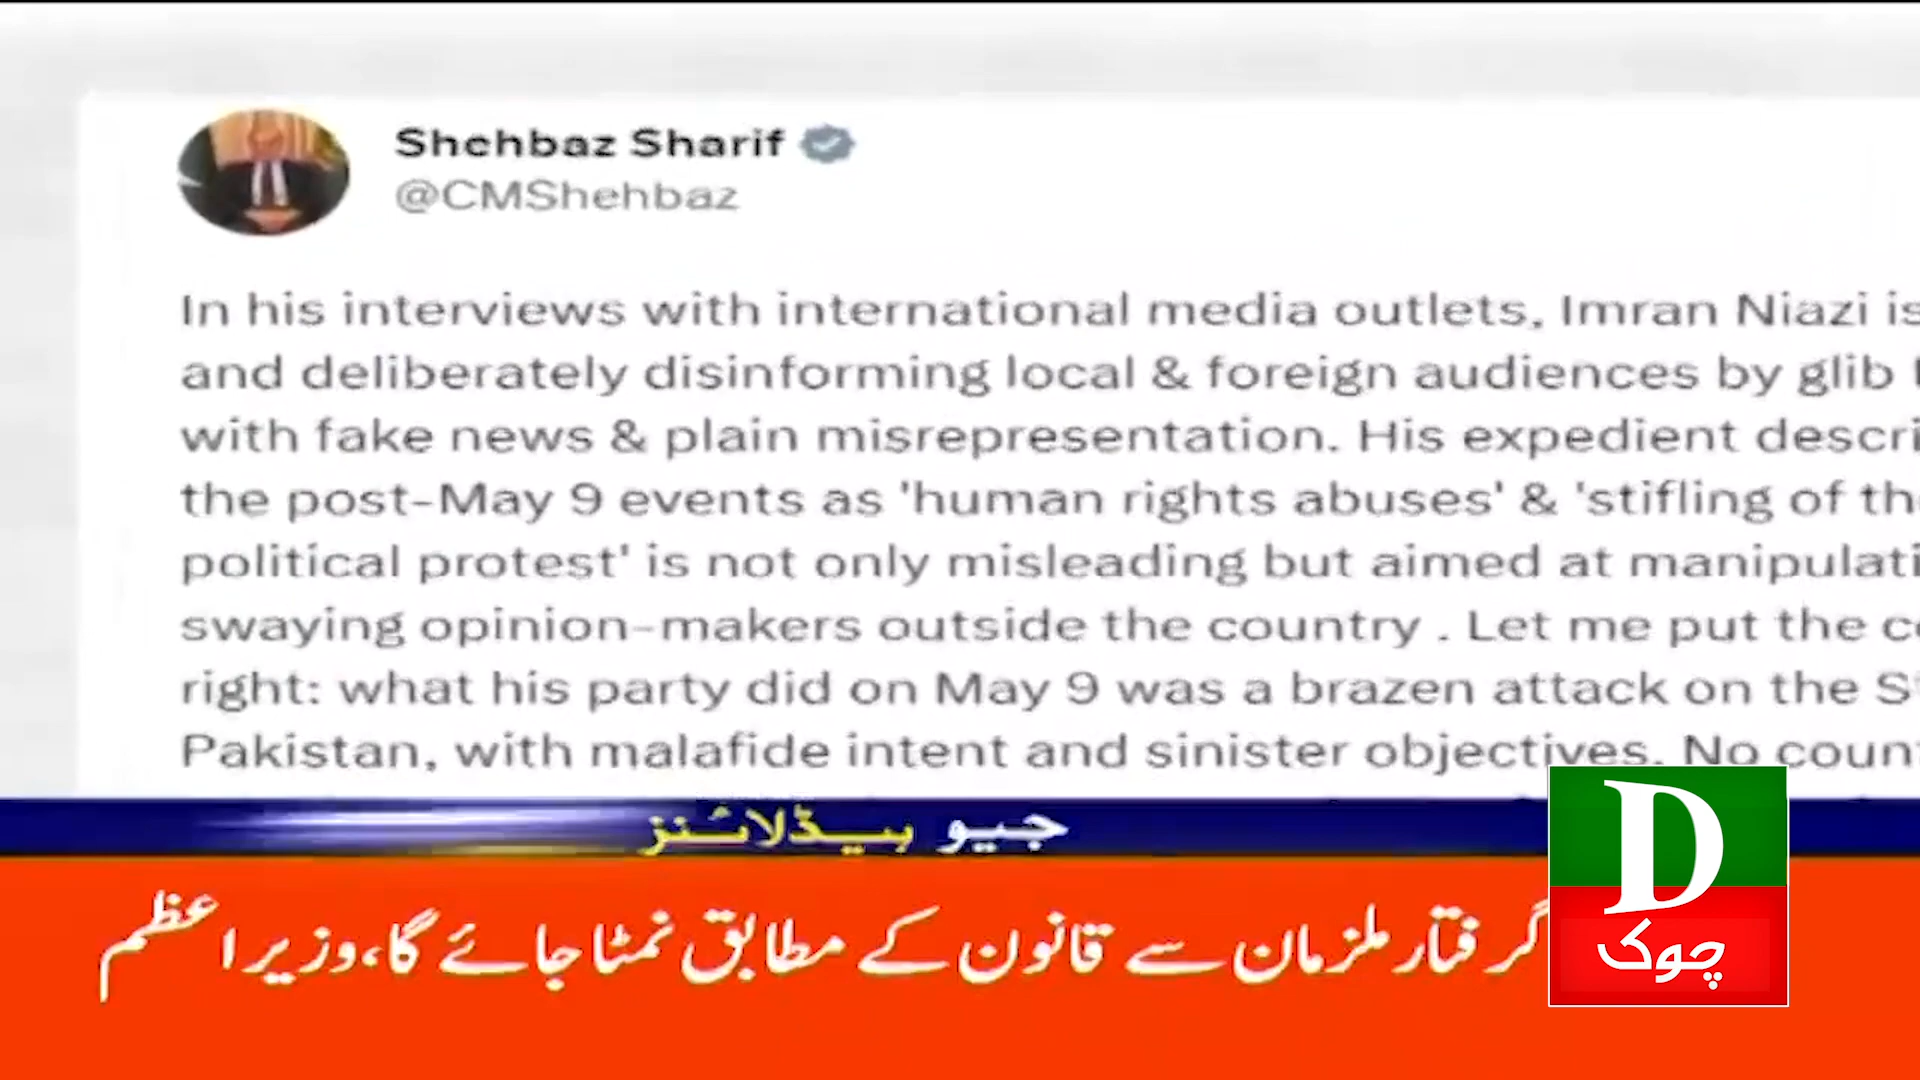 Shehbaz Sharif
@CMShehbaz
In his interviews with international media outlets, Imran Niazi is
and deliberately disinforming local & foreign audiences by glib
with fake news & plain misrepresentation. His expedient descri
the post-May 9 events as 'human rights abuses' & 'stifling of th
political protest' is not only misleading but aimed at manipulati
swaying opinion-makers outside the country . Let me put the
right: what his party did on May 9 was a brazen attack on the
Pakistan, with malafide intent and sinister objectives. No coun
جیو ہیڈلائنز
گرفتار ملزمان سے قانون کے مطابق نمٹا جائے گا، وزیراعظم
D
چوک